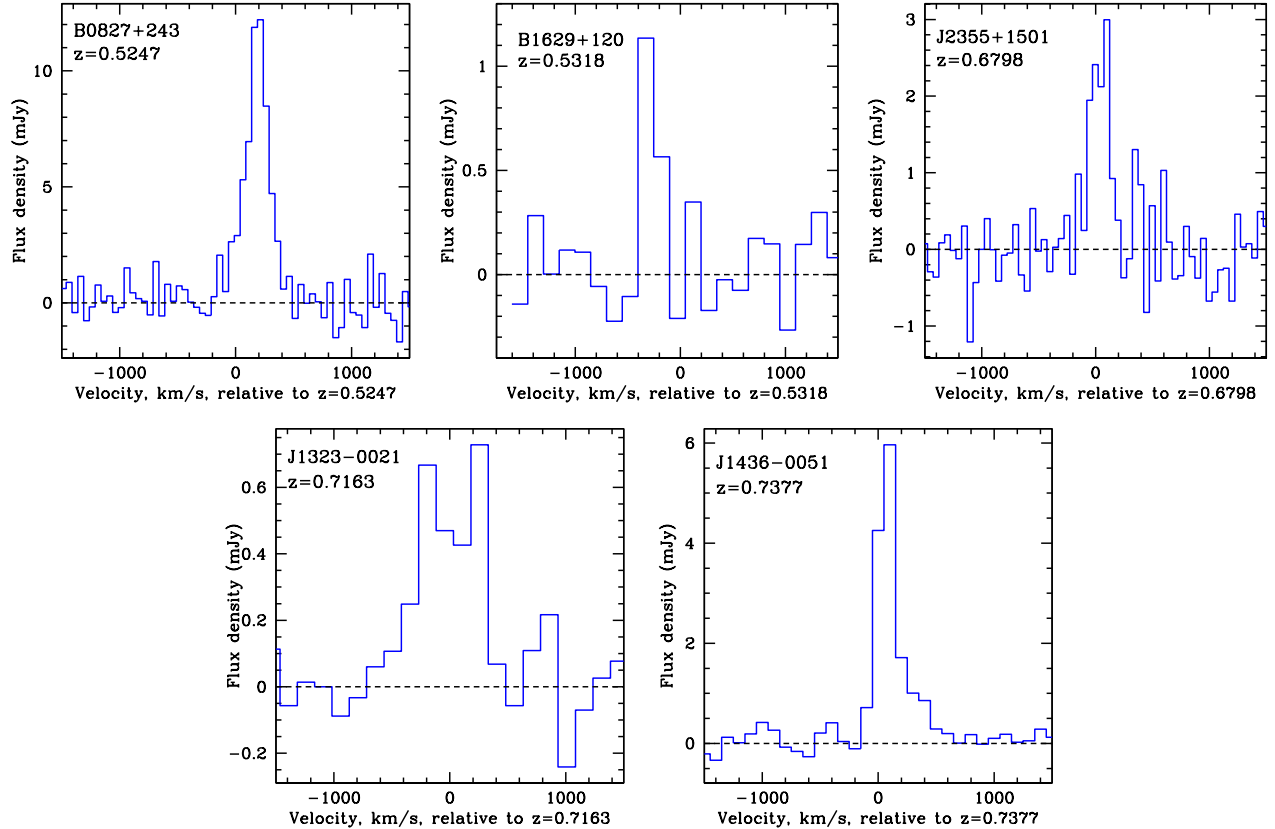 B0827+243
z=0.5247
10
5
0
Flux density (mJy)
-1000
0
1000
Velocity, km/s, relative to z=0.5247
B1629+120
z=0.5318
1
0.5
0
Flux density (mJy)
-1000
0
1000
Velocity, km/s, relative to z=0.5318
J2355+1501
z=0.6798
3
2
1
0
-1
Flux density (mJy)
-1000
0
1000
Velocity, km/s, relative to z=0.6798
J1323-0021
z=0.7163
0.6
0.4
0.2
0
-0.2
Flux density (mJy)
-1000
0
1000
Velocity, km/s, relative to z=0.7163
J1436-0051
z=0.7377
6
4
2
0
Flux density (mJy)
-1000
0
1000
Velocity, km/s, relative to z=0.7377